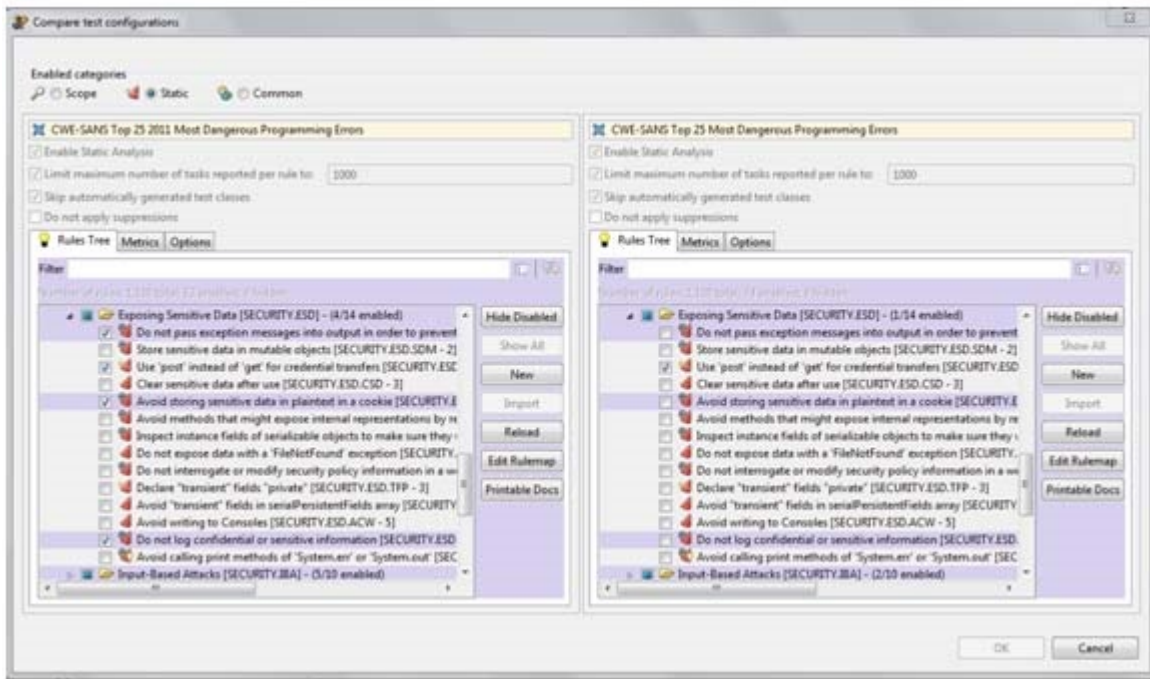 Compare test configurations
Enabled categories
Scope Static Common
CWE-SANS Top 25 2011 Most Dangerous Programming Errors
Enable Static Analysis
Limit maximum number of tasks reported per rule to: 1000
Skip automatically generated test classes
Do not apply suppressions
Rules Tree Metrics Options
Filter
Exposing Sensitive Data [SECURITY.ESD] - (4/14 enabled)
Do not pass exception messages into output in order to prevent
Store sensitive data in mutable objects [SECURITY.ESD.SDM - 2]
Use 'post' instead of 'get' for credential transfers [SECURITY.ESD
Clear sensitive data after use [SECURITY.ESD.CSD - 3]
Avoid storing sensitive data in plaintext in a cookie [SECURITY.E
Avoid methods that might expose internal representations by re
Inspect instance fields of serializable objects to make sure they
Do not expose data with a 'FileNotFound' exception [SECURITY.
Do not interrogate or modify security policy information in a we
Declare "transient" fields "private" [SECURITY.ESD.TFP - 3]
Avoid "transient" fields in serialPersistentFields array [SECURITY
Avoid writing to Consoles [SECURITY.ESD.ACW - 5]
Do not log confidential or sensitive information [SECURITY.ESD
Avoid calling print methods of 'System.err' or 'System.out' [SEC
Input-Based Attacks [SECURITY.IBA] - (5/10 enabled)
Hide Disabled
Show All
New
Import
Reload
Edit Rulemap
Printable Docs
CWE-SANS Top 25 Most Dangerous Programming Errors
Enable Static Analysis
Limit maximum number of tasks reported per rule to: 1000
Skip automatically generated test classes
Do not apply suppressions
Rules Tree Metrics Options
Filter
Exposing Sensitive Data [SECURITY.ESD] - (1/14 enabled)
Do not pass exception messages into output in order to prevent
Store sensitive data in mutable objects [SECURITY.ESD.SDM - 2]
Use 'post' instead of 'get' for credential transfers [SECURITY.ESD
Clear sensitive data after use [SECURITY.ESD.CSD - 3]
Avoid storing sensitive data in plaintext in a cookie [SECURITY.E
Avoid methods that might expose internal representations by re
Inspect instance fields of serializable objects to make sure they
Do not expose data with a 'FileNotFound' exception [SECURITY.
Do not interrogate or modify security policy information in a we
Declare "transient" fields "private" [SECURITY.ESD.TFP - 3]
Avoid "transient" fields in serialPersistentFields array [SECURITY
Avoid writing to Consoles [SECURITY.ESD.ACW - 5]
Do not log confidential or sensitive information [SECURITY.ESD
Avoid calling print methods of 'System.err' or 'System.out' [SEC
Input-Based Attacks [SECURITY.IBA] - (2/10 enabled)
Hide Disabled
Show All
New
Import
Reload
Edit Rulemap
Printable Docs
OK Cancel